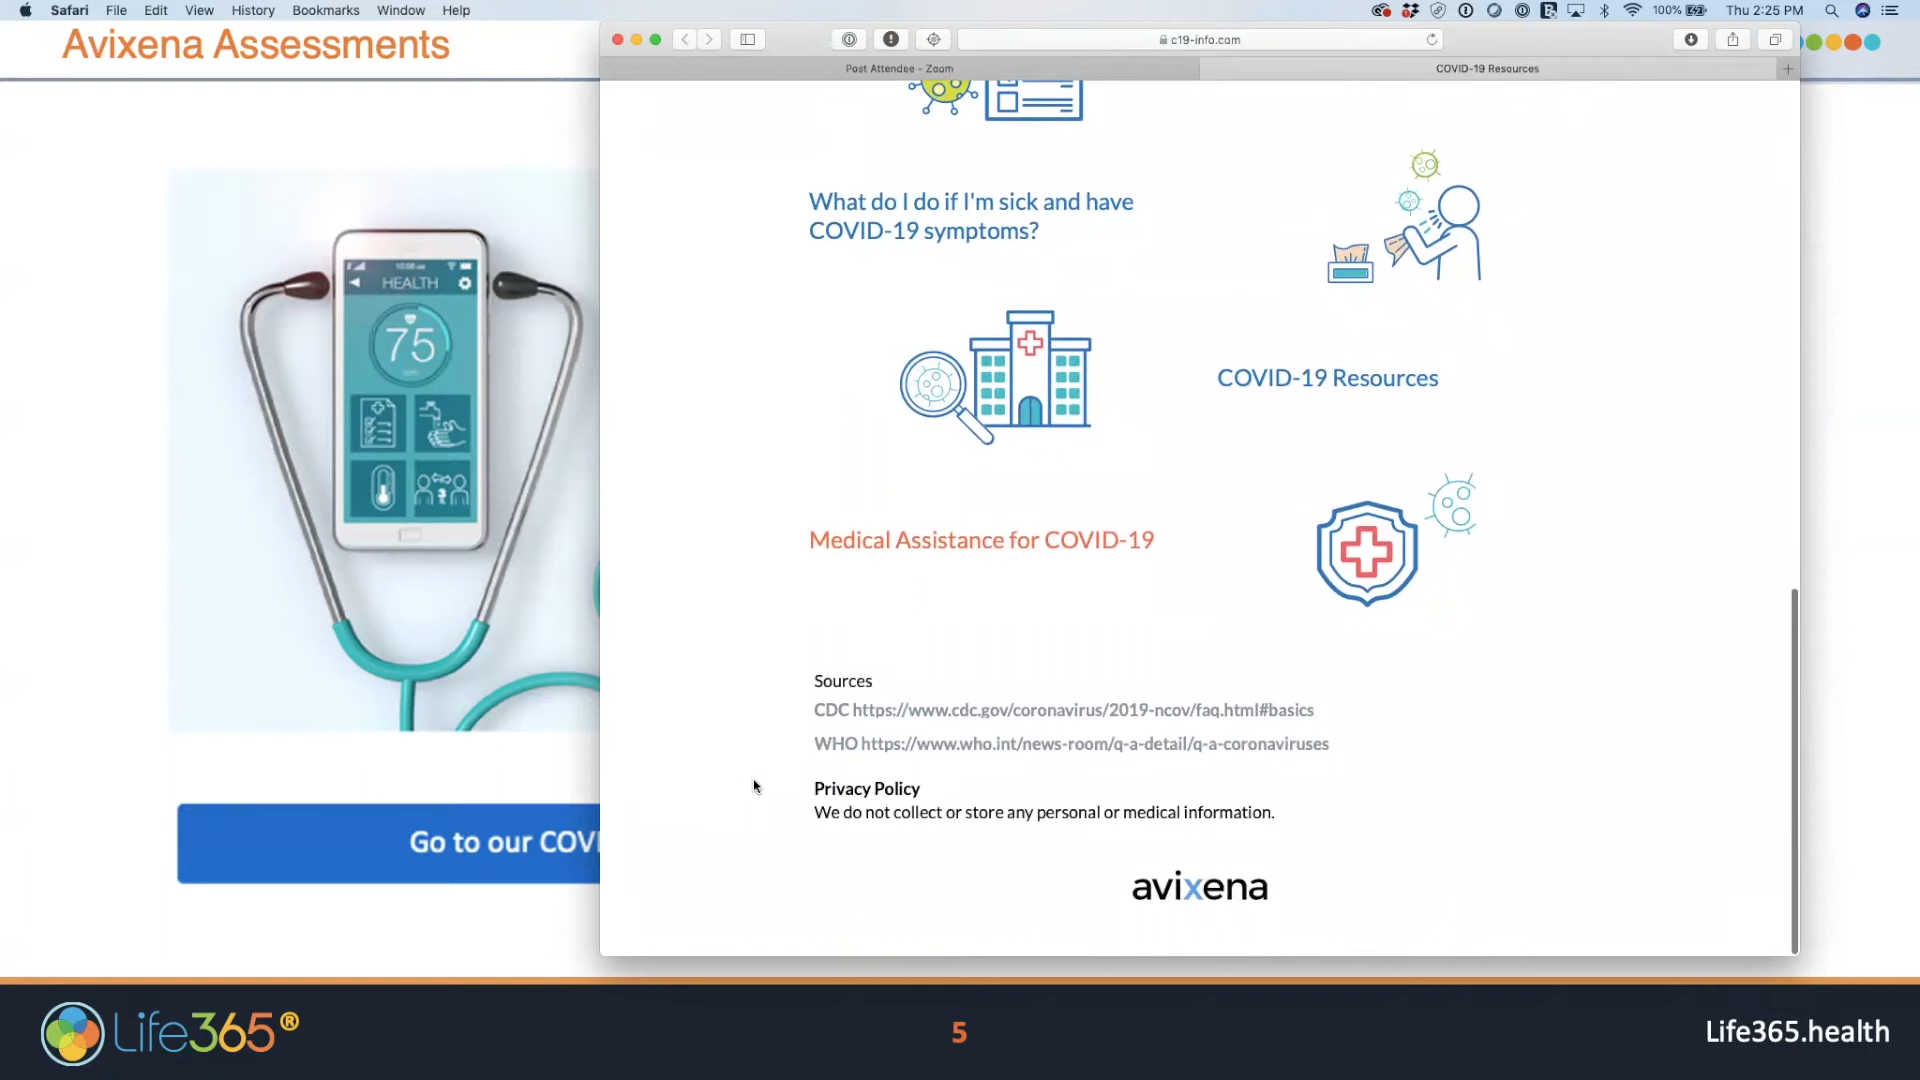 Safari File Edit View History Bookmarks Window Help
100%
Thu 2:25 PM
Avixena Assessments
c19-info.com
Post Attendee - Zoom
COVID-19 Resources
What do I do if I'm sick and have
COVID-19 symptoms?
HEALTH
75
COVID-19 Resources
Medical Assistance for COVID-19
Sources
CDC https://www.cdc.gov/coronavirus/2019-ncov/faq.html#basics
WHO https://www.who.int/news-room/q-a-detail/q-a-coronaviruses
Privacy Policy
We do not collect or store any personal or medical information.
Go to our COVI
avixena
Life365®
5
Life365.health